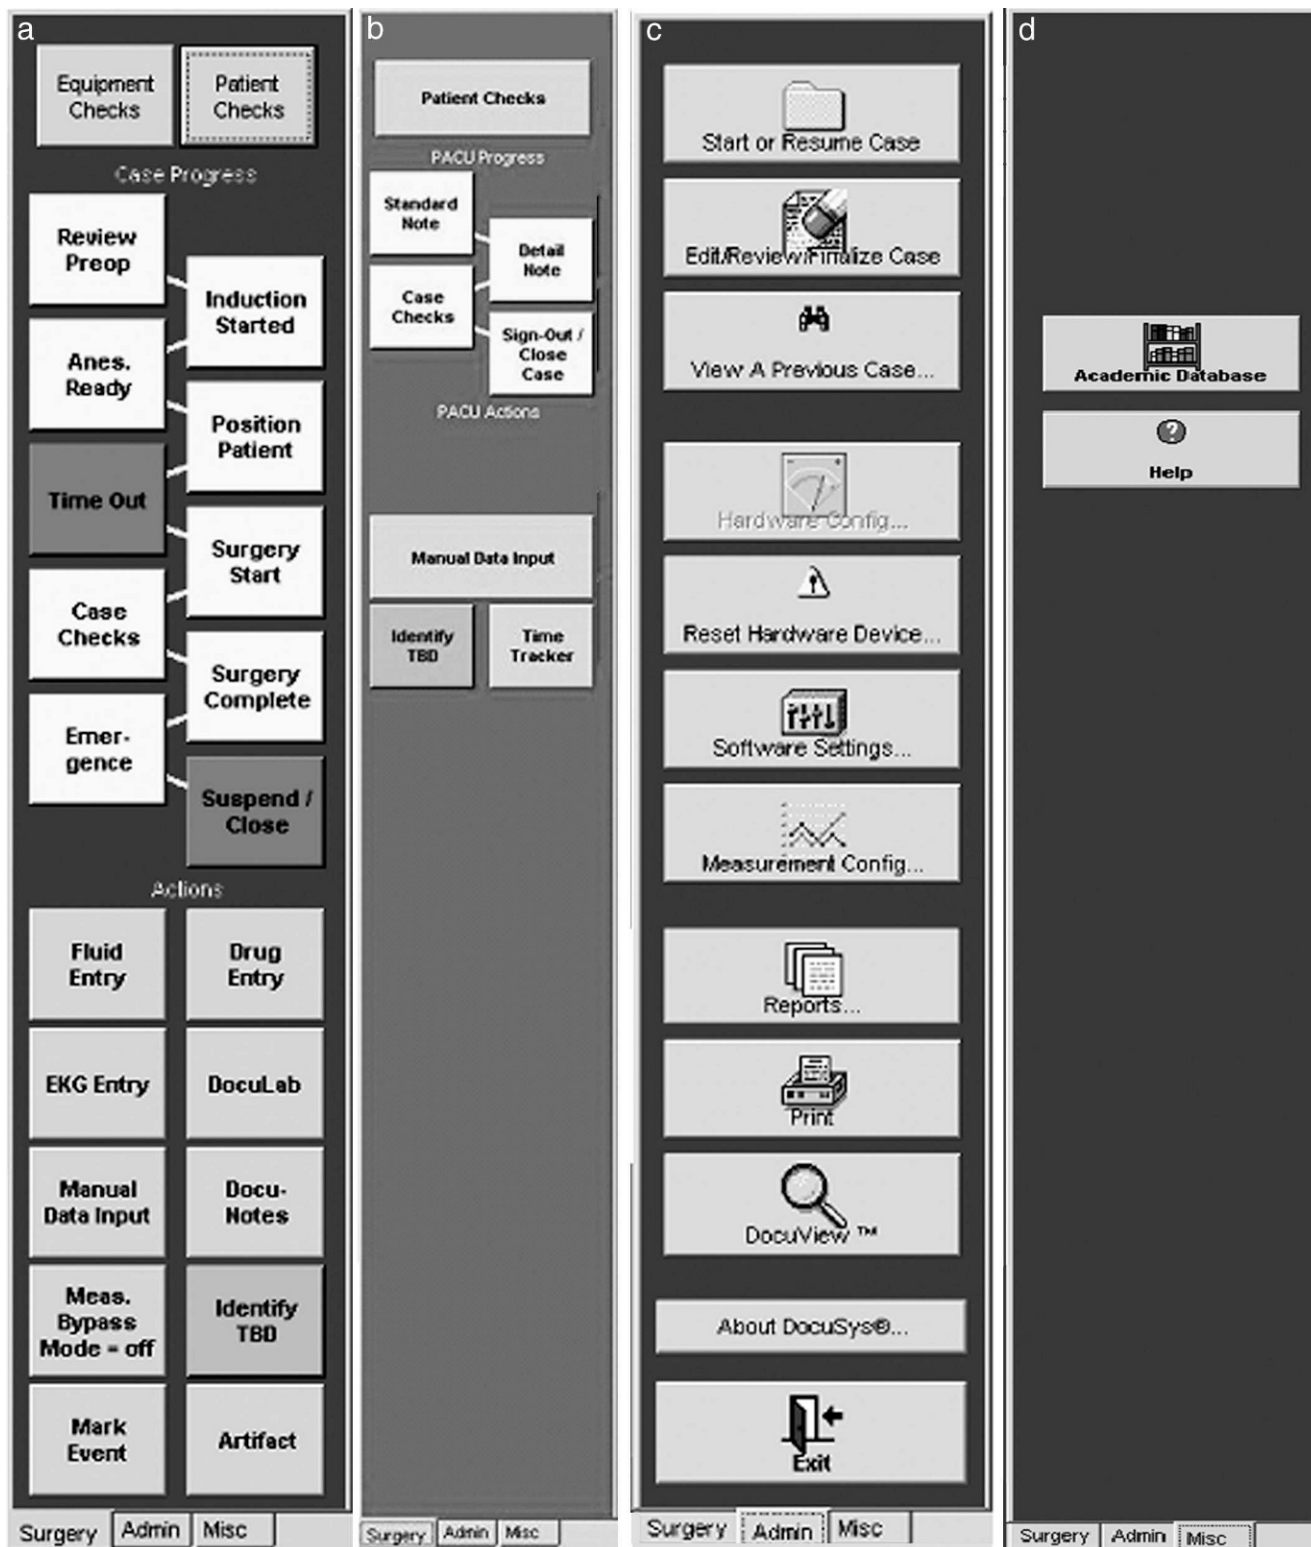 a
Equipment
Checks
Patient
Checks
Case Progress
Review
Preop
Induction
Started
Anes.
Ready
Position
Patient
Time Out
Surgery
Start
Case
Checks
Surgery
Complete
Emer-
gence
Suspend /
Close
Actions
Fluid
Entry
Drug
Entry
EKG Entry
DocuLab
Manual
Data Input
Docu-
Notes
Meas.
Bypass
Mode = off
Identify
TBD
Mark
Event
Artifact
Surgery
Admin
Misc
b
Patient Checks
PACU Progress
Standard
Note
Detail
Note
Case
Checks
Sign-Out /
Close
Case
PACU Actions
Manual Data Input
Identify
TBD
Time
Tracker
Surgery
Admin
Misc
c
Start or Resume Case
Edit/Review/Finalize Case
View A Previous Case...
Hardware Config...
Reset Hardware Device...
Software Settings...
Measurement Config...
Reports...
Print
DocuView ™
About DocuSys®...
Exit
Surgery
Admin
Misc
d
Academic Database
?
Help
Surgery
Admin
Misc